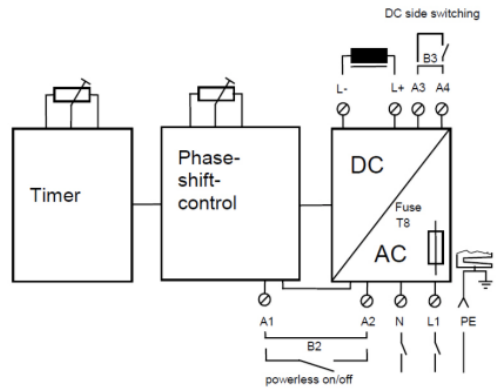 DC side switching
B3
L-
L+
A3
A4
Timer
Phase-
shift-
control
DC
Fuse
T8
AC
A1
A2
N
L1
PE
B2
powerless on/off